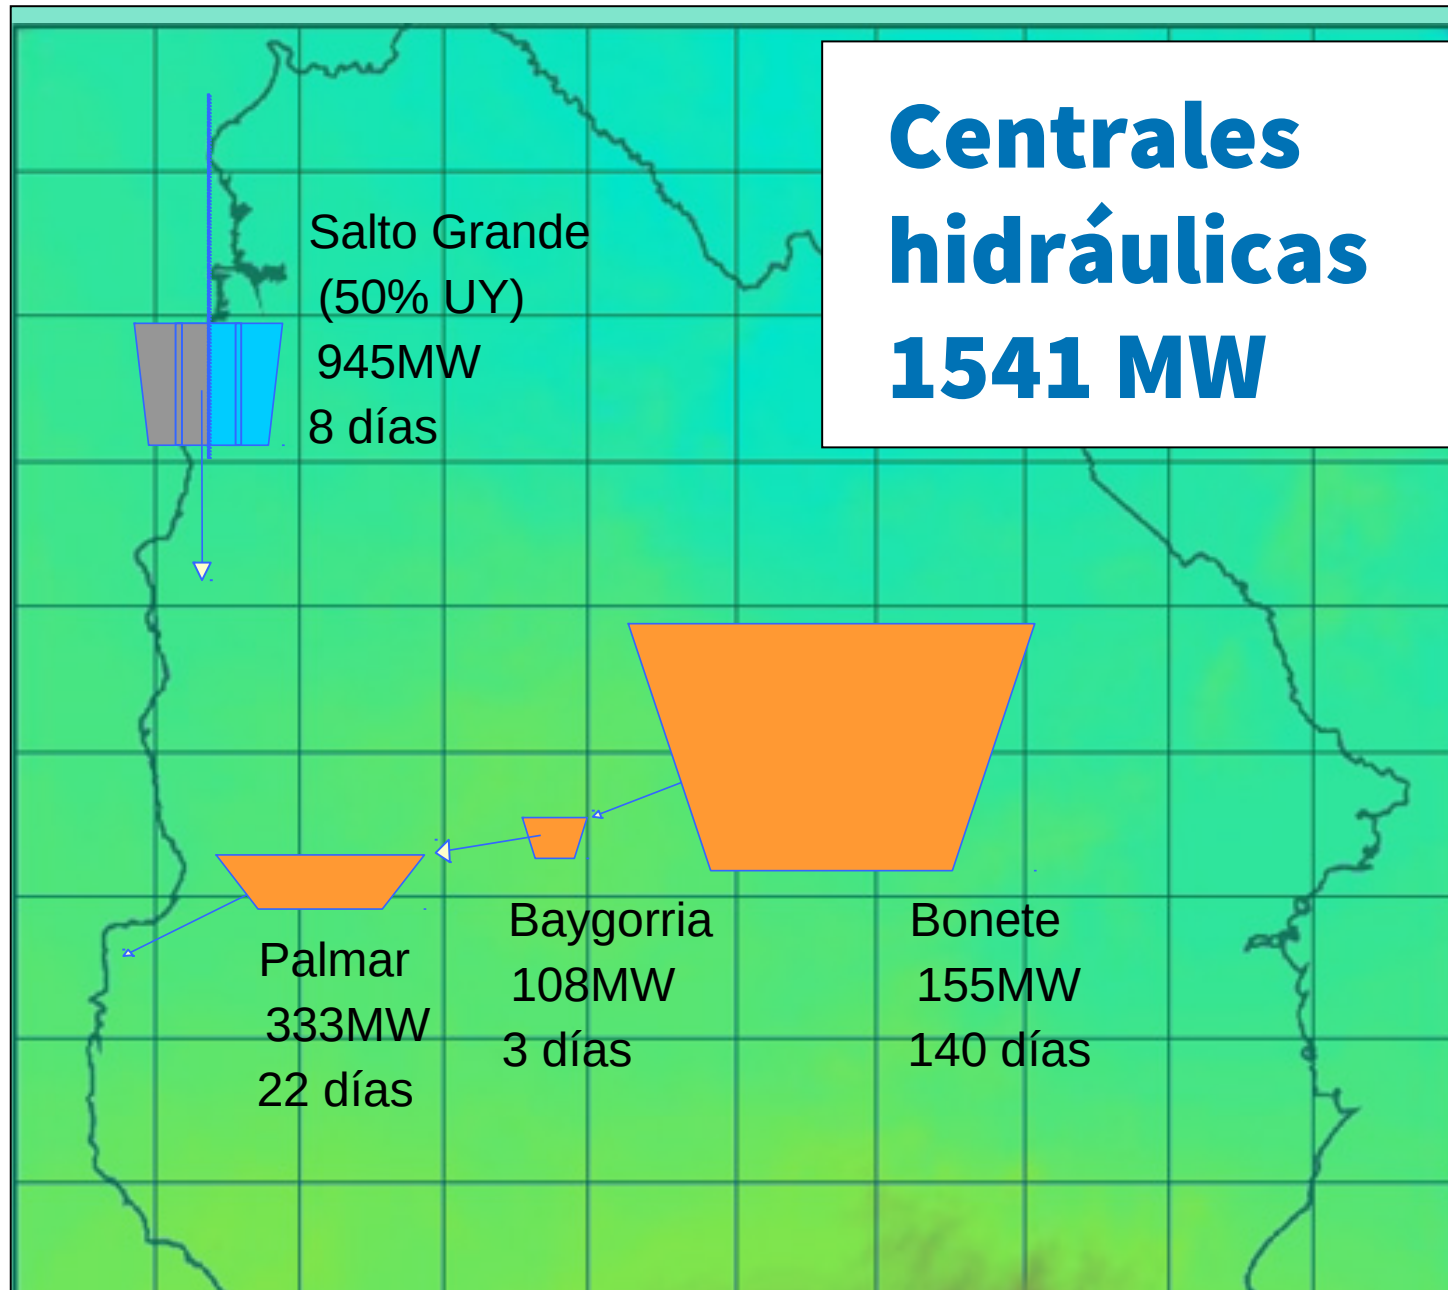 Centrales
hidráulicas
1541 MW
Salto Grande
(50% UY)
945MW
8 días
Palmar
333MW
22 días
Baygorria
108MW
3 días
Bonete
155MW
140 días